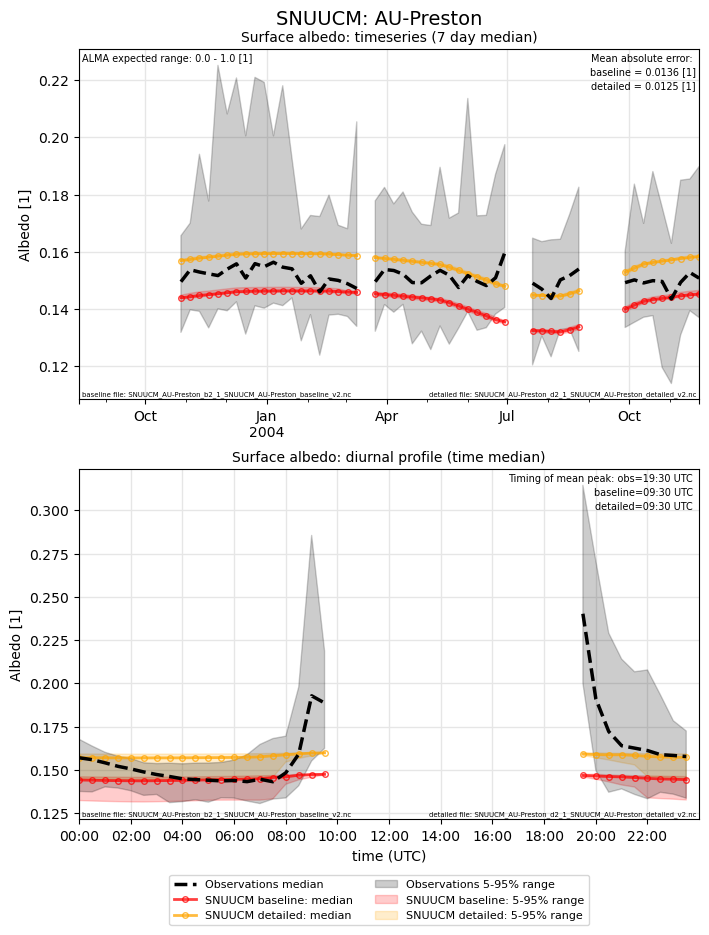 SNUUCM: AU-Preston
Surface albedo: timeseries (7 day median)
ALMA expected range: 0.0 - 1.0 [1]
Mean absolute error:
baseline = 0.0136 [1]
detailed = 0.0125 [1]
0.22
0.20
0.18
0.16
0.14
0.12
Albedo [1]
baseline file: SNUUCM_AU-Preston_b2_1_SNUUCM_AU-Preston_baseline_v2.nc
detailed file: SNUUCM_AU-Preston_d2_1_SNUUCM_AU-Preston_detailed_v2.nc
Oct Jan Apr Jul Oct
2004
Surface albedo: diurnal profile (time median)
Timing of mean peak: obs=19:30 UTC
baseline=09:30 UTC
detailed=09:30 UTC
0.300
0.275
0.250
0.225
0.200
0.175
0.150
0.125
Albedo [1]
baseline file: SNUUCM_AU-Preston_b2_1_SNUUCM_AU-Preston_baseline_v2.nc
detailed file: SNUUCM_AU-Preston_d2_1_SNUUCM_AU-Preston_detailed_v2.nc
00:00 02:00 04:00 06:00 08:00 10:00 12:00 14:00 16:00 18:00 20:00 22:00
time (UTC)
Observations median
SNUUCM baseline: median
SNUUCM detailed: median
Observations 5-95% range
SNUUCM baseline: 5-95% range
SNUUCM detailed: 5-95% range